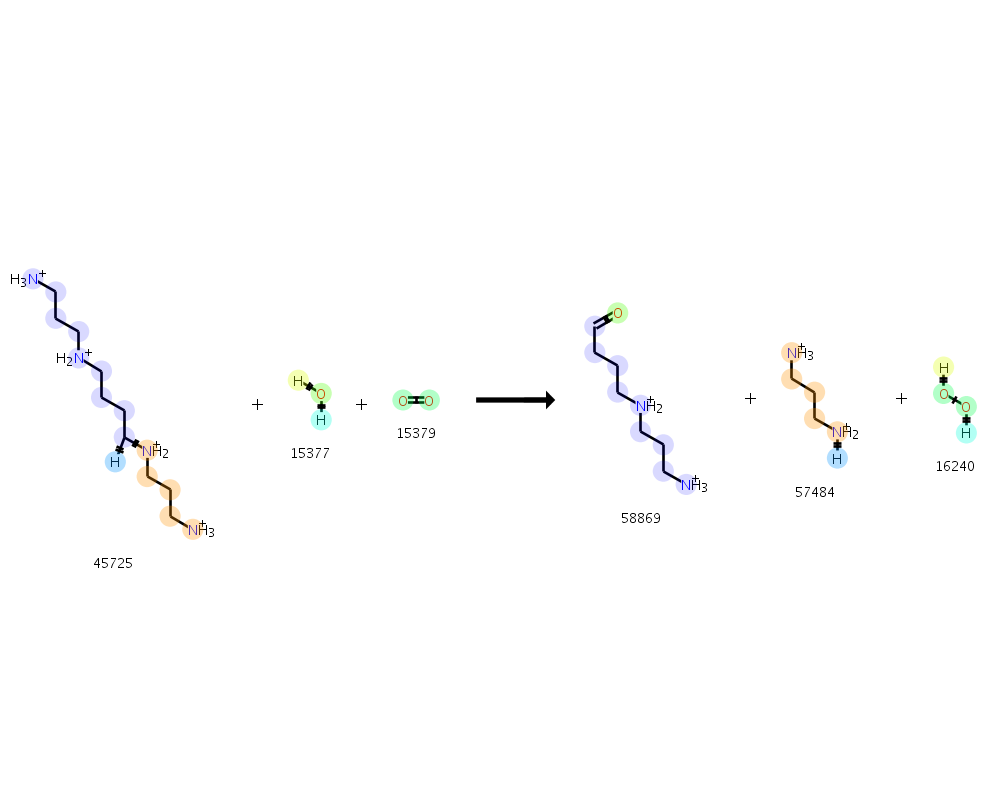 H3N+
H2N+
H
NH2+
NH3+
45725
+
H
O
H
15377
+
O
O
15379
O
NH2+
NH3+
58869
+
NH3+
NH2+
H
57484
+
H
O
O
H
16240